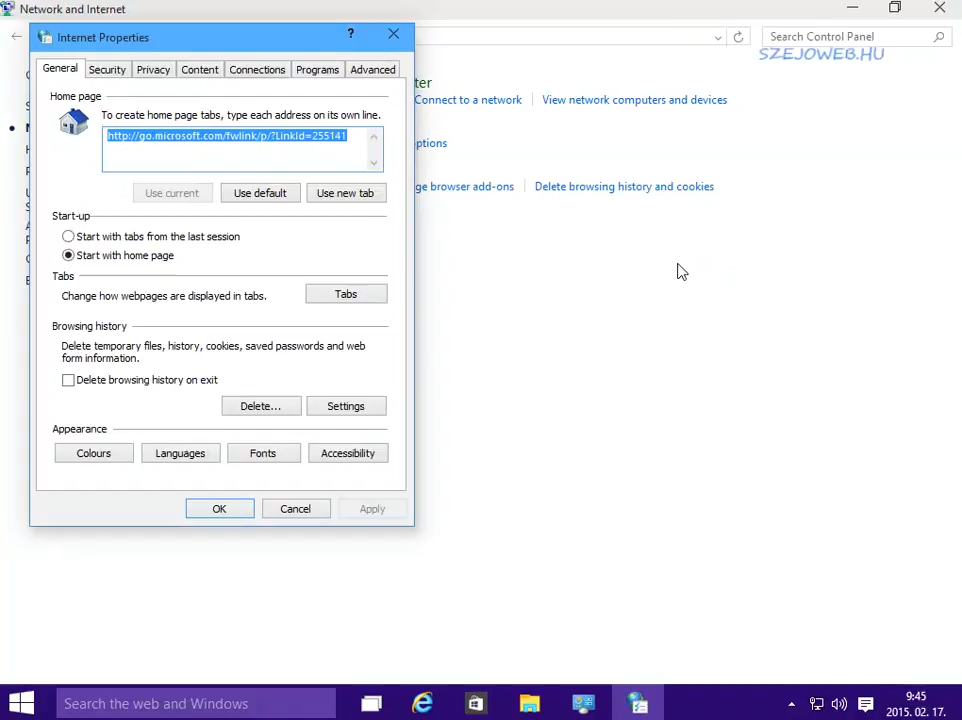 Network and Internet
Search Control Panel
SZEJOWEB.HU
Internet Properties
?
General Security Privacy Content Connections Programs Advanced
Home page
To create home page tabs, type each address on its own line.
http://go.microsoft.com/fwlink/p/?LinkId=255141
Use current Use default Use new tab
Start-up
Start with tabs from the last session
Start with home page
Tabs
Change how webpages are displayed in tabs.
Tabs
Browsing history
Delete temporary files, history, cookies, saved passwords and web
form information.
Delete browsing history on exit
Delete... Settings
Appearance
Colours Languages Fonts Accessibility
OK Cancel Apply
ter
Connect to a network View network computers and devices
ptions
ge browser add-ons Delete browsing history and cookies
Search the web and Windows
9:45
2015. 02. 17.